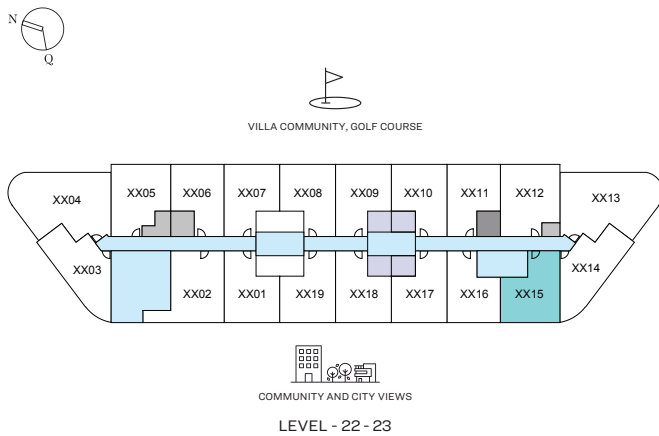 N
Q
VILLA COMMUNITY, GOLF COURSE
XX04 XX05 XX06 XX07 XX08 XX09 XX10 XX11 XX12 XX13
XX03 XX02 XX01 XX19 XX18 XX17 XX16 XX15 XX14
COMMUNITY AND CITY VIEWS
LEVEL - 22 - 23